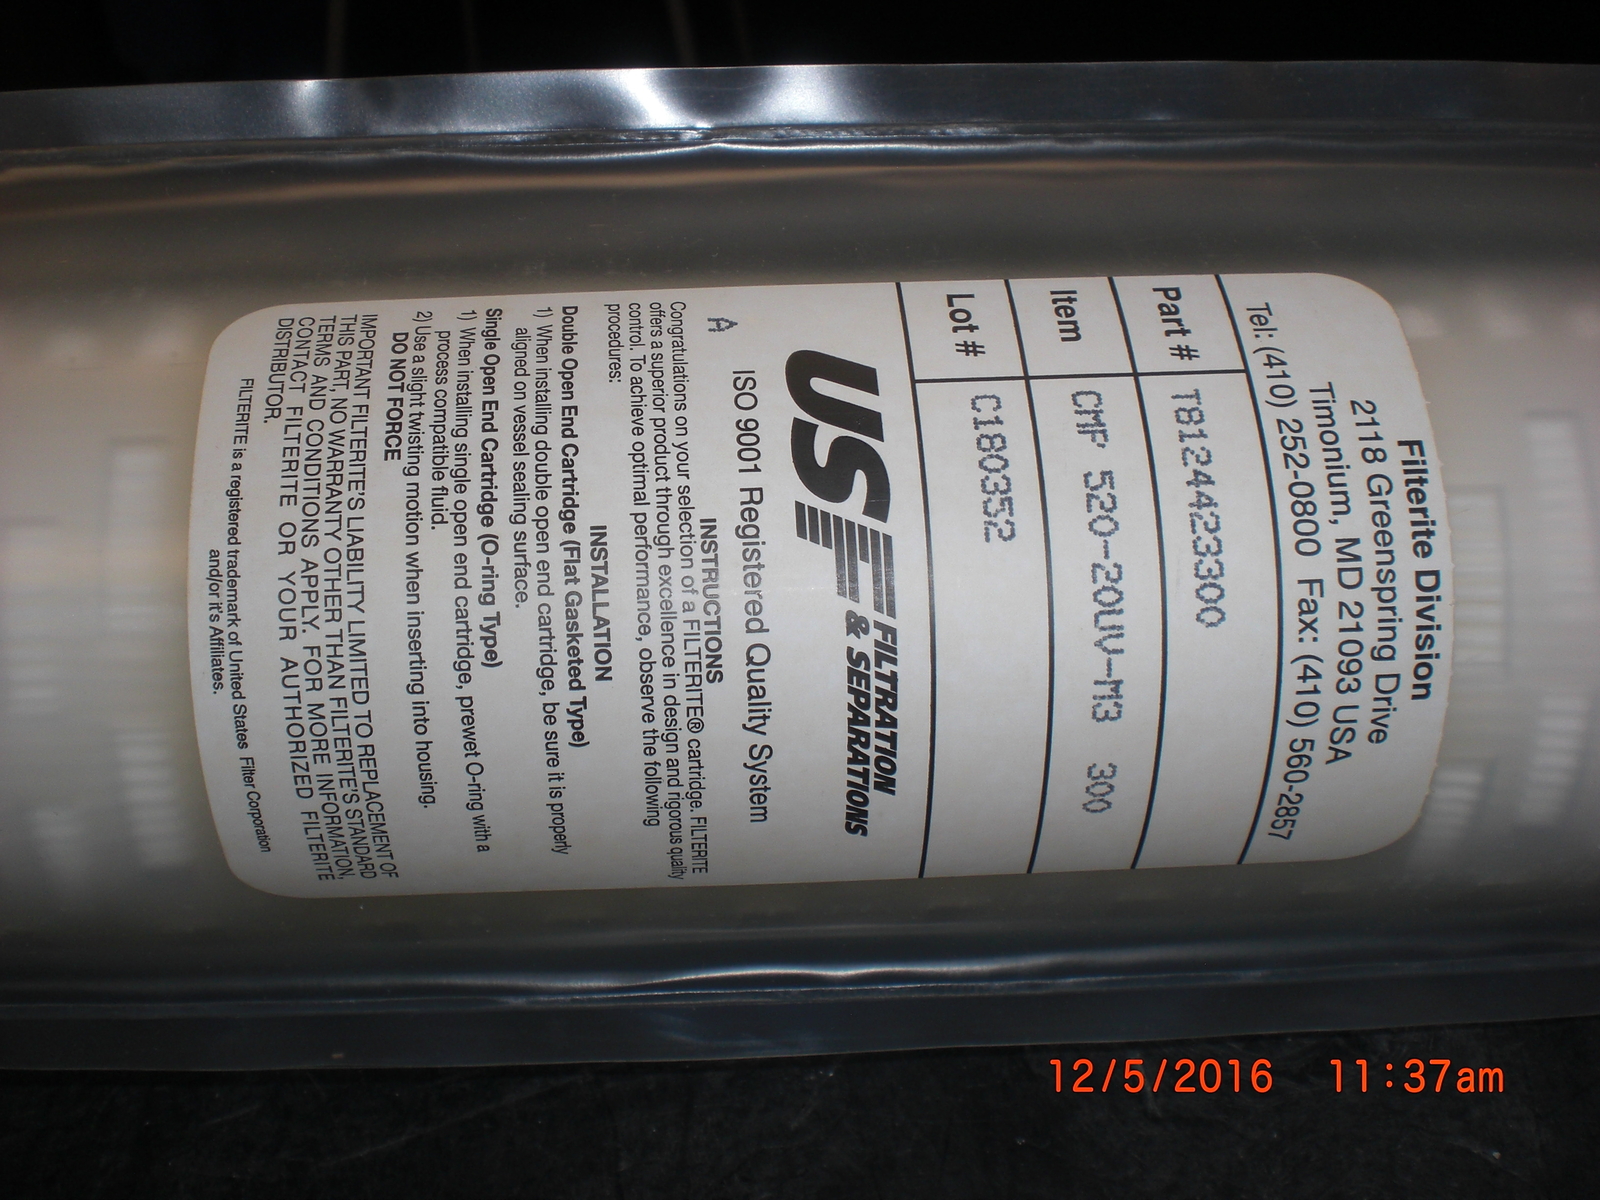 Filterite Division
2118 Greenspring Drive
Timonium, MD 21093 USA
Tel: (410) 252-0800 Fax: (410) 560-2857
Part # T8124423300
Item CMF 520-20UV-M3 300
Lot # C180352
USF FILTRATION
& SEPARATIONS
ISO 9001 Registered Quality System
A
INSTRUCTIONS
Congratulations on your selection of a FILTERITE® cartridge. FILTERITE
offers a superior product through excellence in design and rigorous quality
control. To achieve optimal performance, observe the following
procedures:
INSTALLATION
Double Open End Cartridge (Flat Gasketed Type)
1) When installing double open end cartridge, be sure it is properly
aligned on vessel sealing surface.
Single Open End Cartridge (O-ring Type)
1) When installing single open end cartridge, prewet O-ring with a
process compatible fluid.
2) Use a slight twisting motion when inserting into housing.
DO NOT FORCE
IMPORTANT FILTERITE'S LIABILITY LIMITED TO REPLACEMENT OF
THIS PART, NO WARRANTY OTHER THAN FILTERITE'S STANDARD
TERMS AND CONDITIONS APPLY. FOR MORE INFORMATION,
CONTACT FILTERITE OR YOUR AUTHORIZED FILTERITE
DISTRIBUTOR.
FILTERITE is a registered trademark of United States Filter Corporation
and/or it's Affiliates.
12/5/2016 11:37am